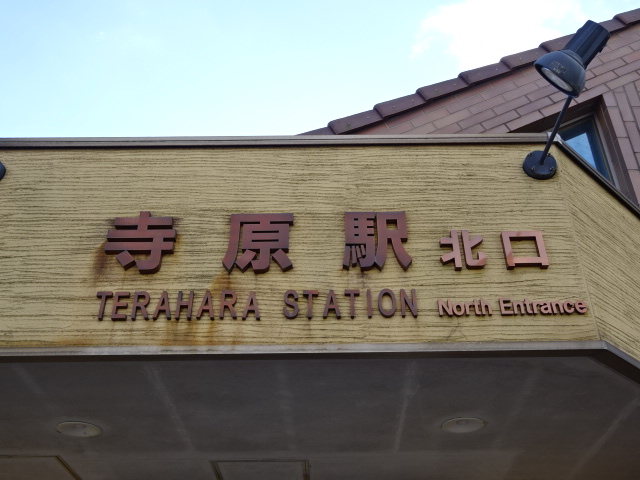 寺原駅 北口
TERAHARA STATION North Entrance